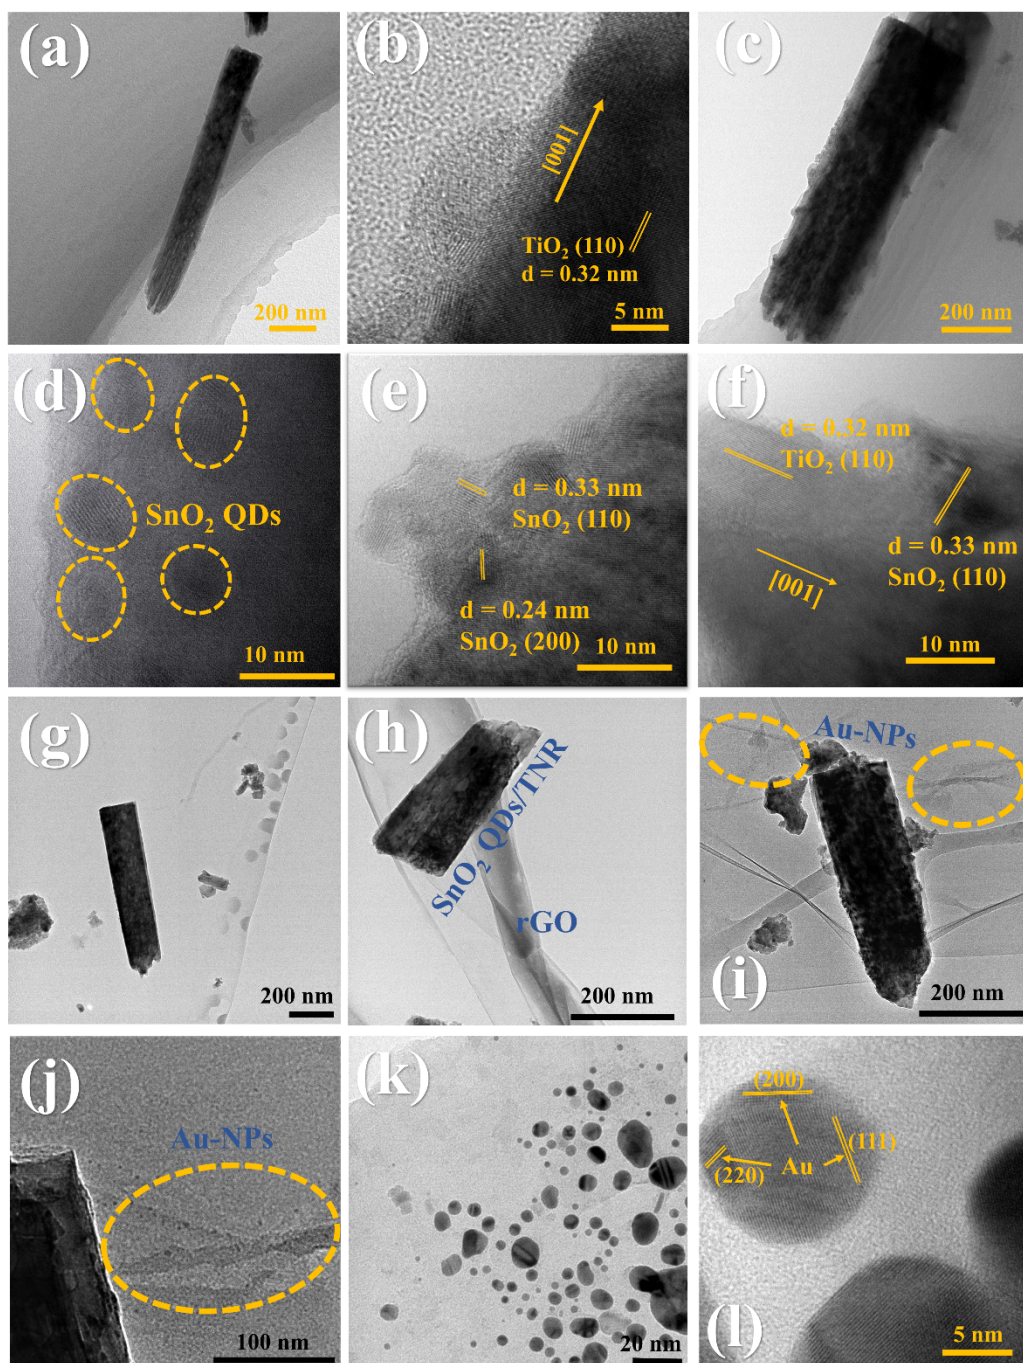 (a)
200 nm
(b)
[001]
TiO₂ (110)
d = 0.32 nm
5 nm
(c)
200 nm
(d)
SnO₂ QDs
10 nm
(e)
d = 0.33 nm
SnO₂ (110)
d = 0.24 nm
SnO₂ (200)
10 nm
(f)
d = 0.32 nm
TiO₂ (110)
d = 0.33 nm
SnO₂ (110)
[001]
10 nm
(g)
200 nm
(h)
SnO₂ QDs/TNR
rGO
200 nm
Au-NPs
(i)
200 nm
(j)
Au-NPs
100 nm
(k)
20 nm
(200)
(111)
Au
(220)
(l)
5 nm